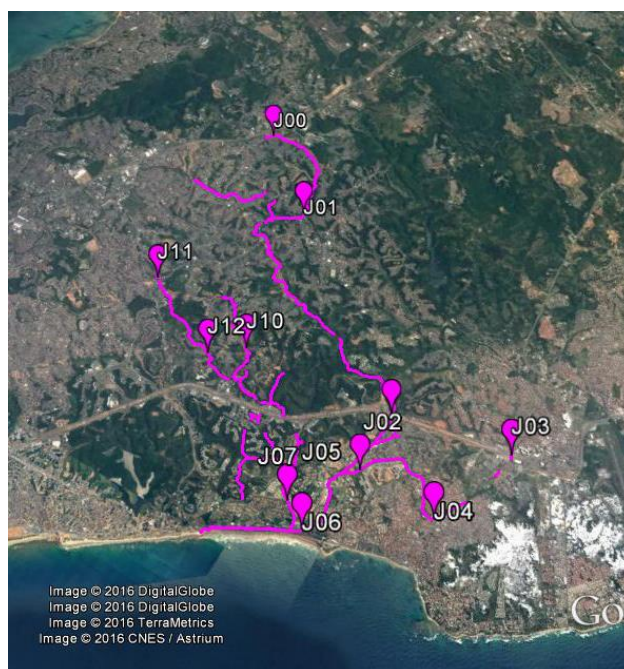 J00
J01
J11
J12
J10
J02
J03
J05
J07
J04
J06
Image © 2016 DigitalGlobe
Image © 2016 DigitalGlobe
Image © 2016 TerraMetrics
Image © 2016 CNES / Astrium
Go